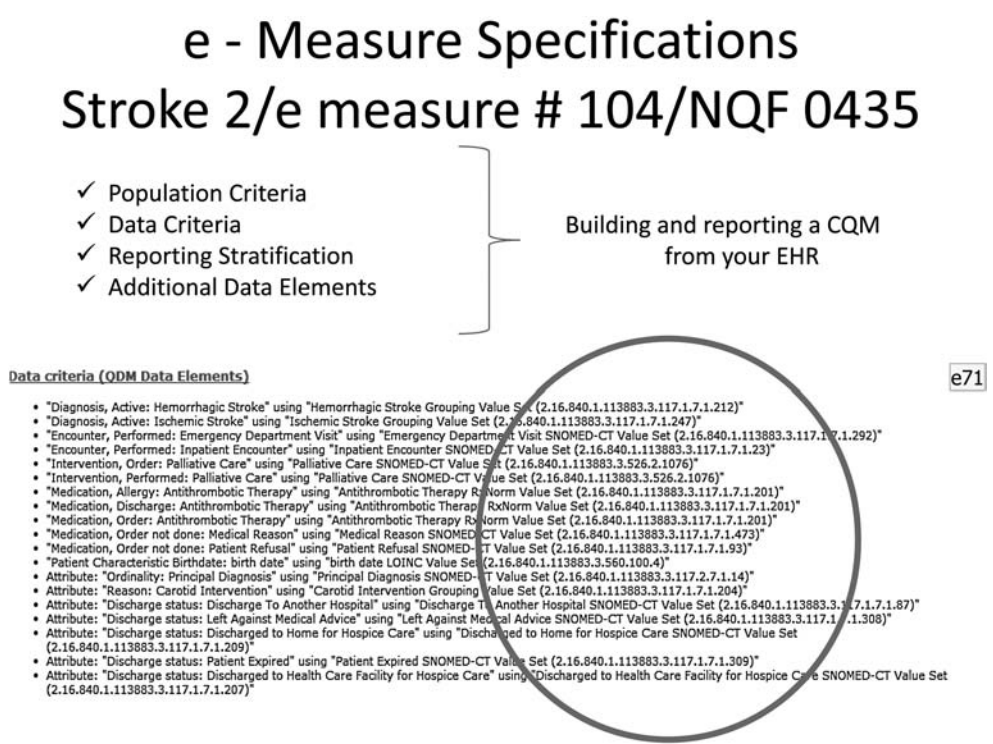 e - Measure Specifications
Stroke 2/e measure # 104/NQF 0435
✓ Population Criteria
✓ Data Criteria
✓ Reporting Stratification
✓ Additional Data Elements
Building and reporting a CQM
from your EHR
Data criteria (QDM Data Elements)
e71
• "Diagnosis, Active: Hemorrhagic Stroke" using "Hemorrhagic Stroke Grouping Value Set (2.16.840.1.113883.3.117.1.7.1.212)"
• "Diagnosis, Active: Ischemic Stroke" using "Ischemic Stroke Grouping Value Set (2.16.840.1.113883.3.117.1.7.1.247)"
• "Encounter, Performed: Emergency Department Visit" using "Emergency Department Visit SNOMED-CT Value Set (2.16.840.1.113883.3.117.1.7.1.292)"
• "Encounter, Performed: Inpatient Encounter" using "Inpatient Encounter SNOMED-CT Value Set (2.16.840.1.113883.3.117.1.7.1.23)"
• "Intervention, Order: Palliative Care" using "Palliative Care SNOMED-CT Value Set (2.16.840.1.113883.3.526.2.1076)"
• "Intervention, Performed: Palliative Care" using "Palliative Care SNOMED-CT Value Set (2.16.840.1.113883.3.526.2.1076)"
• "Medication, Allergy: Antithrombotic Therapy" using "Antithrombotic Therapy RxNorm Value Set (2.16.840.1.113883.3.117.1.7.1.201)"
• "Medication, Discharge: Antithrombotic Therapy" using "Antithrombotic Therapy RxNorm Value Set (2.16.840.1.113883.3.117.1.7.1.201)"
• "Medication, Order: Antithrombotic Therapy" using "Antithrombotic Therapy RxNorm Value Set (2.16.840.1.113883.3.117.1.7.1.201)"
• "Medication, Order not done: Medical Reason" using "Medical Reason SNOMED-CT Value Set (2.16.840.1.113883.3.117.1.7.1.473)"
• "Medication, Order not done: Patient Refusal" using "Patient Refusal SNOMED-CT Value Set (2.16.840.1.113883.3.117.1.7.1.93)"
• "Patient Characteristic Birthdate: birth date" using "birth date LOINC Value Set (2.16.840.1.113883.3.560.100.4)"
• Attribute: "Ordinality: Principal Diagnosis" using "Principal Diagnosis SNOMED-CT Value Set (2.16.840.1.113883.3.117.2.7.1.14)"
• Attribute: "Reason: Carotid Intervention" using "Carotid Intervention Grouping Value Set (2.16.840.1.113883.3.117.1.7.1.204)"
• Attribute: "Discharge status: Discharge To Another Hospital" using "Discharge To Another Hospital SNOMED-CT Value Set (2.16.840.1.113883.3.117.1.7.1.87)"
• Attribute: "Discharge status: Left Against Medical Advice" using "Left Against Medical Advice SNOMED-CT Value Set (2.16.840.1.113883.3.117.1.7.1.308)"
• Attribute: "Discharge status: Discharged to Home for Hospice Care" using "Discharged to Home for Hospice Care SNOMED-CT Value Set
(2.16.840.1.113883.3.117.1.7.1.209)"
• Attribute: "Discharge status: Patient Expired" using "Patient Expired SNOMED-CT Value Set (2.16.840.1.113883.3.117.1.7.1.309)"
• Attribute: "Discharge status: Discharged to Health Care Facility for Hospice Care" using "Discharged to Health Care Facility for Hospice Care SNOMED-CT Value Set
(2.16.840.1.113883.3.117.1.7.1.207)"